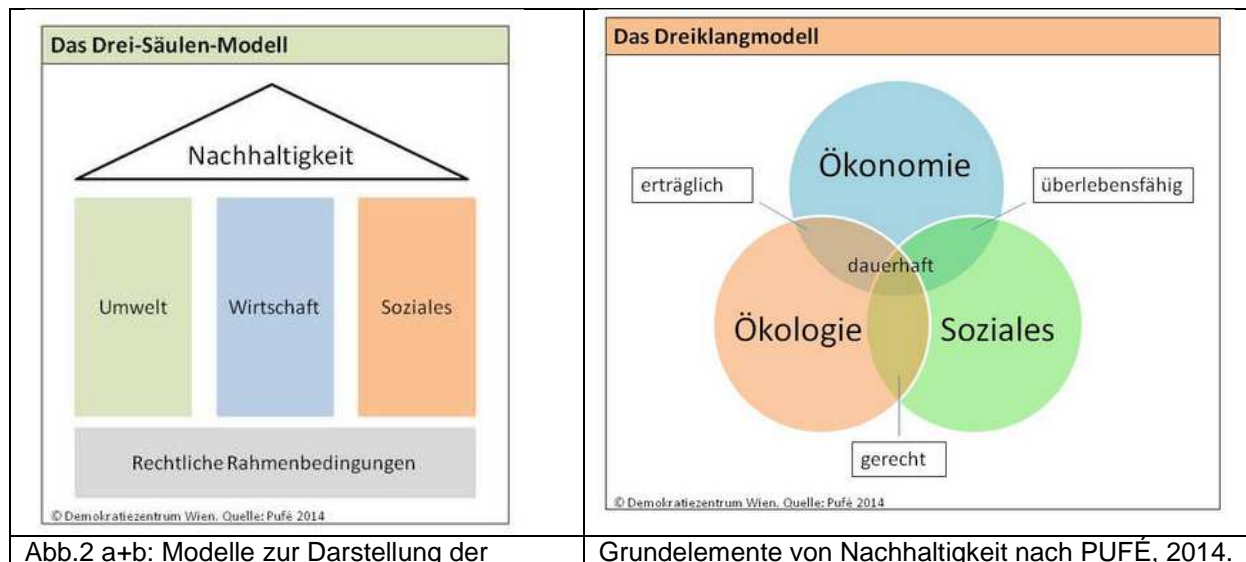 Das Drei-Säulen-Modell
Nachhaltigkeit
Umwelt
Wirtschaft
Soziales
Rechtliche Rahmenbedingungen
© Demokratiezentrum Wien. Quelle: Pufé 2014
Abb.2 a+b: Modelle zur Darstellung der
Das Dreiklangmodell
Ökonomie
erträglich
überlebensfähig
dauerhaft
Ökologie
Soziales
gerecht
© Demokratiezentrum Wien. Quelle: Pufé 2014
Grundelemente von Nachhaltigkeit nach PUFÉ, 2014.